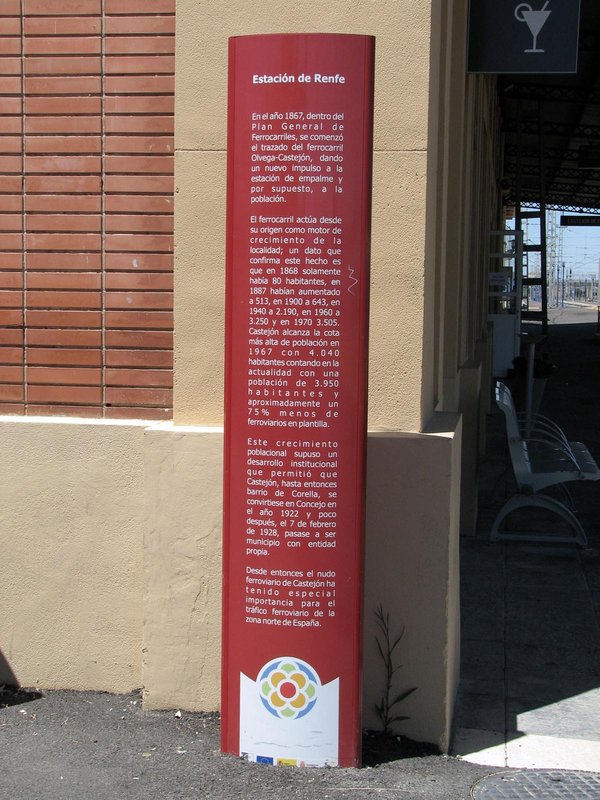 Estación de Renfe
En el año 1867, dentro del
Plan General de
Ferrocarriles, se comenzó
el trazado del ferrocarril
Olvega-Castejón, dando
un nuevo impulso a la
estación de empalme y
por supuesto, a la
población.
El ferrocarril actúa desde
su origen como motor de
crecimiento de la
localidad; un dato que
confirma este hecho es
que en 1868 solamente
había 80 habitantes, en
1887 habían aumentado
a 513, en 1900 a 643, en
1940 a 2.190, en 1960 a
3.250 y en 1970 3.505.
Castejón alcanza la cota
más alta de población en
1967 con 4.040
habitantes contando en la
actualidad con una
población de 3.950
habitantes y
aproximadamente un
75% menos de
ferroviarios en plantilla.
Este crecimiento
poblacional supuso un
desarrollo institucional
que permitió que
Castejón, hasta entonces
barrio de Corella, se
convirtiese en Concejo en
el año 1922 y poco
después, el 7 de febrero
de 1928, pasase a ser
municipio con entidad
propia.
Desde entonces el nudo
ferroviario de Castejón ha
tenido especial
importancia para el
tráfico ferroviario de la
zona norte de España.